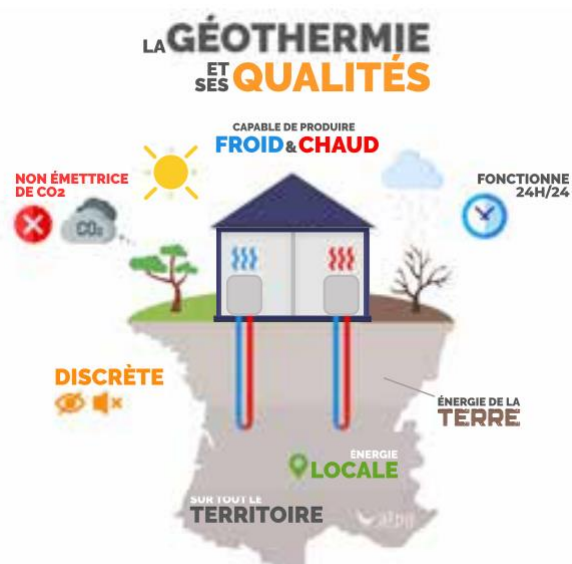 LA GÉOTHERMIE
ET SES QUALITÉS
CAPABLE DE PRODUIRE
FROID & CHAUD
NON ÉMETTRICE
DE CO2
CO₂
FONCTIONNE
24H/24
DISCRÈTE
ÉNERGIE DE LA
TERRE
ÉNERGIE
LOCALE
SUR TOUT LE
TERRITOIRE